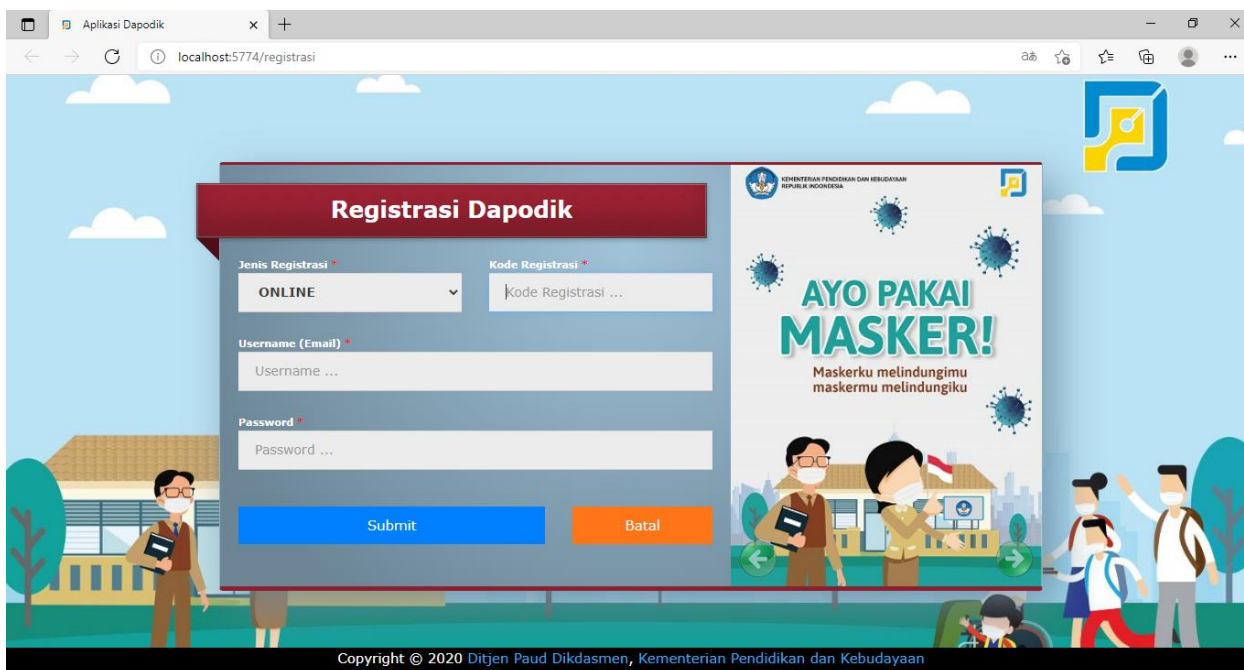 Aplikasi Dapodik
localhost:5774/registrasi
KEMENTERIAN PENDIDIKAN DAN KEBUDAYAAN
REPUBLIK INDONESIA
Registrasi Dapodik
Jenis Registrasi *
Kode Registrasi *
ONLINE
Kode Registrasi ...
Username (Email) *
Username ...
Password *
Password ...
Submit
Batal
AYO PAKAI
MASKER!
Maskerku melindungimu
maskermu melindungiku
Copyright © 2020 Ditjen Paud Dikdasmen, Kementerian Pendidikan dan Kebudayaan